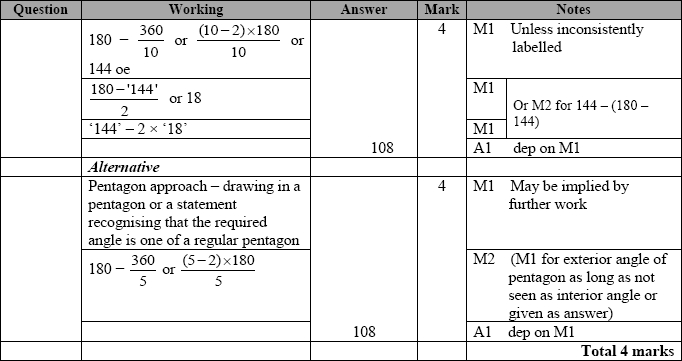 Question Working Answer Mark Notes
180 − 360/10 or (10 − 2)×180/10 or 4 M1 Unless inconsistently
144 oe labelled
180 − '144'/2 or 18 M1
Or M2 for 144 – (180 –
144)
‘144’ – 2 × ‘18’ M1
108 A1 dep on M1
Alternative
Pentagon approach – drawing in a 4 M1 May be implied by
pentagon or a statement further work
recognising that the required
angle is one of a regular pentagon
180 − 360/5 or (5 − 2)×180/5 M2 (M1 for exterior angle of
pentagon as long as not
seen as interior angle or
given as answer)
108 A1 dep on M1
Total 4 marks